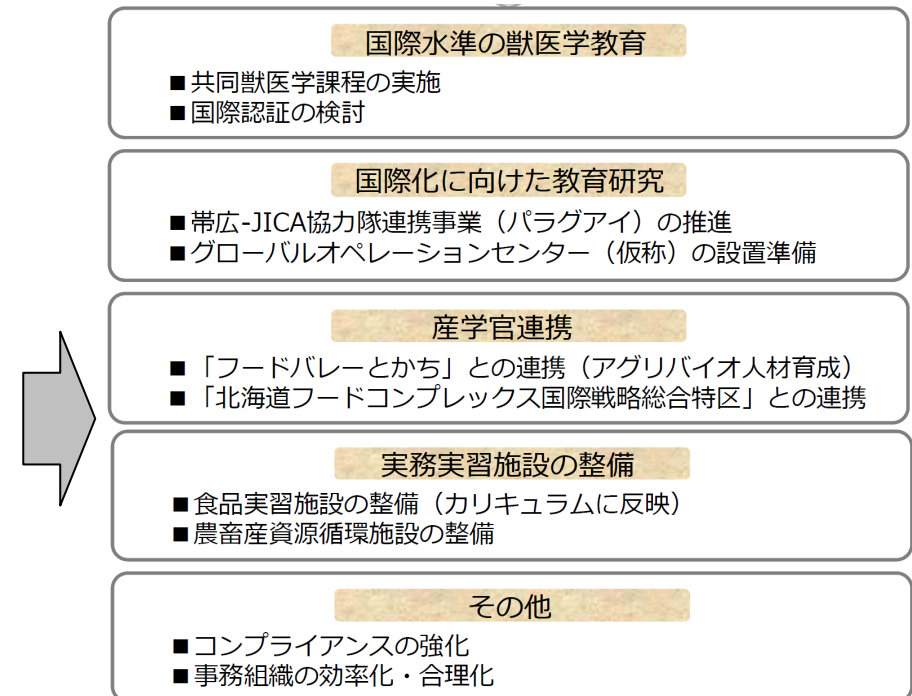 国際水準の獣医学教育
■共同獣医学課程の実施
■国際認証の検討
国際化に向けた教育研究
■帯広-JICA協力隊連携事業（パラグアイ）の推進
■グローバルオペレーションセンター（仮称）の設置準備
産学官連携
■「フードバレーとかち」との連携（アグリバイオ人材育成）
■「北海道フードコンプレックス国際戦略総合特区」との連携
実務実習施設の整備
■食品実習施設の整備（カリキュラムに反映）
■農畜産資源循環施設の整備
その他
■コンプライアンスの強化
■事務組織の効率化・合理化